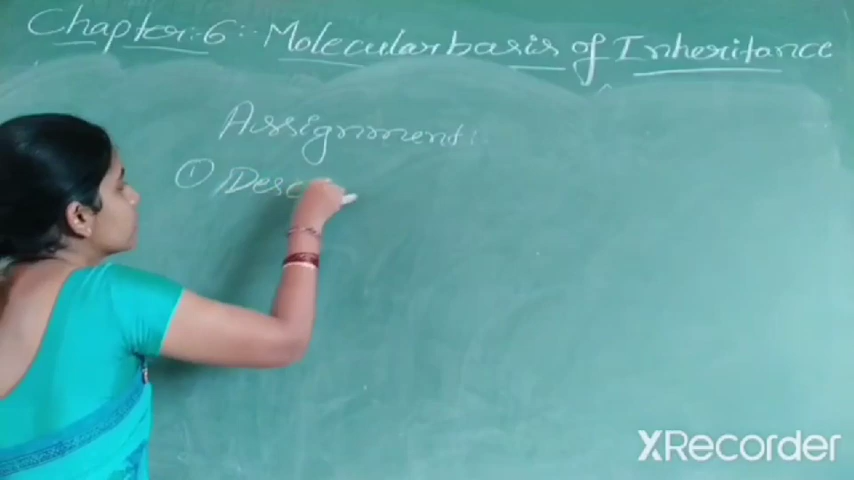 Chapter:-6:- Molecular basis of Inheritance
Assignment:-
① Desc
XRecorder